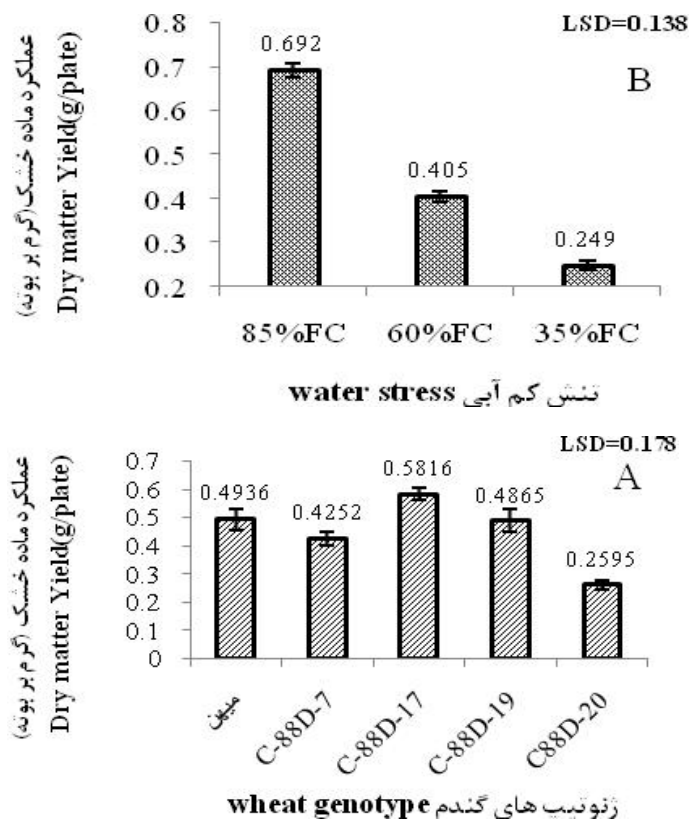 LSD=0.138
B
عملکرد ماده خشک(گرم بر بوته)
Dry matter Yield(g/plate)
0.8
0.7
0.6
0.5
0.4
0.3
0.2
0.692
0.405
0.249
85%FC 60%FC 35%FC
تنش کم آبی water stress
LSD=0.178
A
عملکرد ماده خشک (گرم بر بوته)
Dry matter Yield(g/plate)
0.7
0.6
0.5
0.4
0.3
0.2
0.1
0
0.4936
0.4252
0.5816
0.4865
0.2595
میهن
C-88D-7
C-88D-17
C-88D-19
C88D-20
ژنوتیپ های گندم wheat genotype